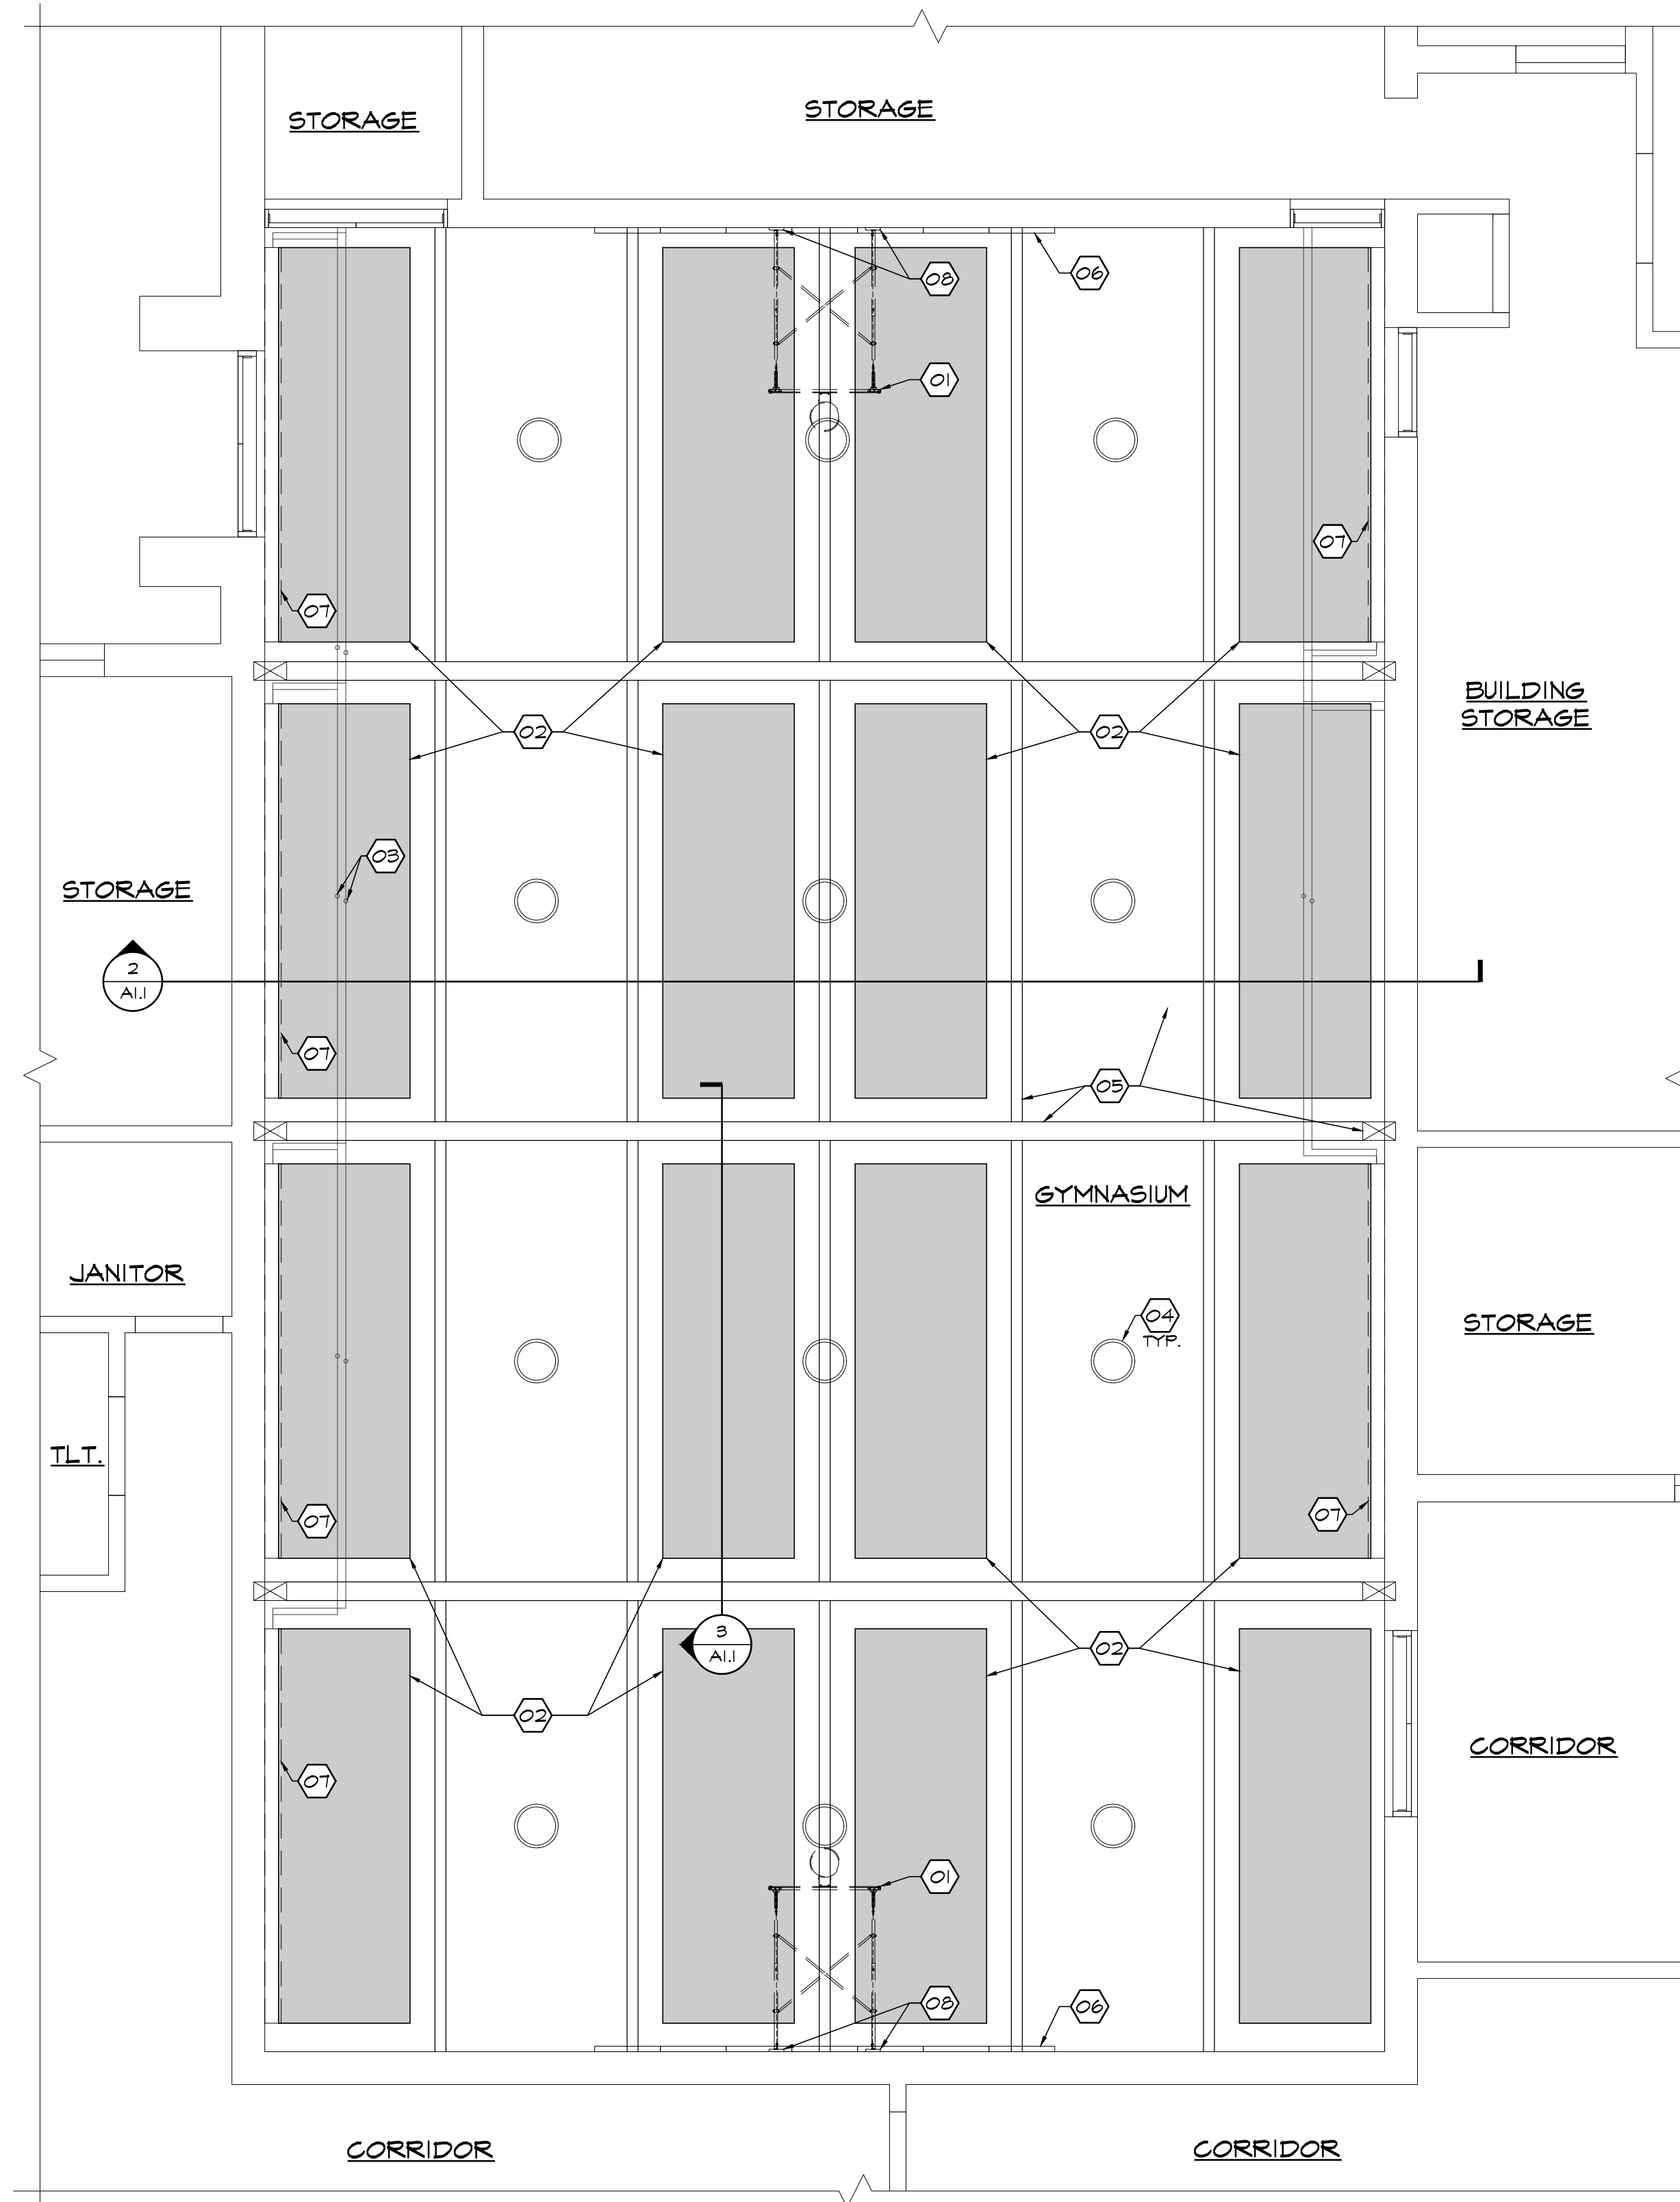 STORAGE
STORAGE
08
06
01
07
07
02
02
BUILDING
STORAGE
03
STORAGE
2
A1.1
07
05
GYMNASIUM
JANITOR
04
TYP.
STORAGE
TLT.
07
07
3
A1.1
02
02
CORRIDOR
07
01
08
06
CORRIDOR
CORRIDOR